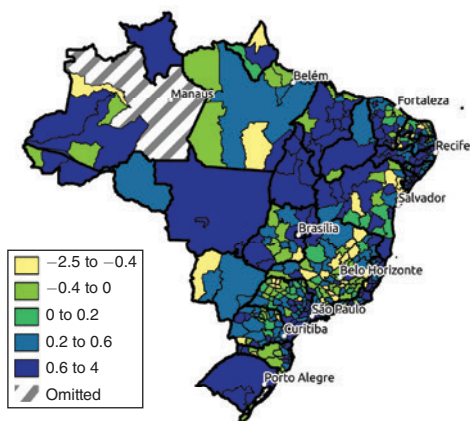 Manaus
Belém
Fortaleza
Recife
Salvador
Brasília
Belo Horizonte
São Paulo
Curitiba
Porto Alegre
−2.5 to −0.4
−0.4 to 0
0 to 0.2
0.2 to 0.6
0.6 to 4
Omitted